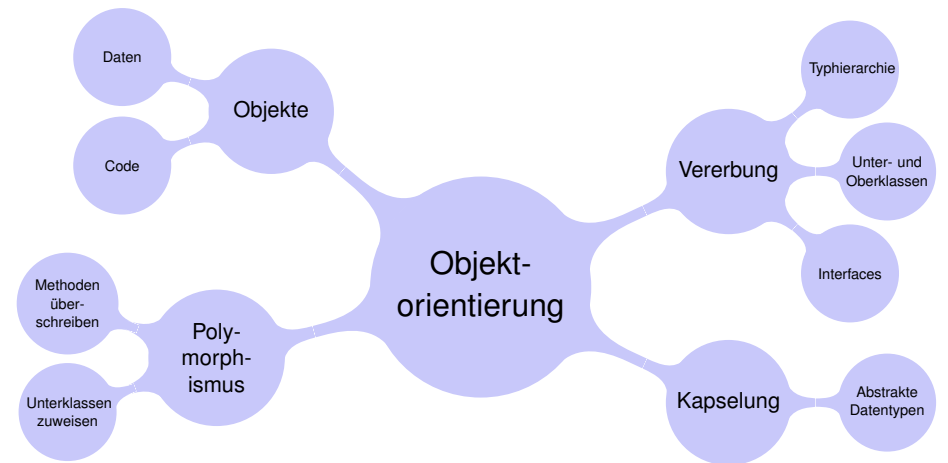 Objekt-
orientierung
Objekte
Daten
Code
Poly-
morph-
ismus
Methoden
über-
schreiben
Unterklassen
zuweisen
Vererbung
Typhierarchie
Unter- und
Oberklassen
Interfaces
Kapselung
Abstrakte
Datentypen